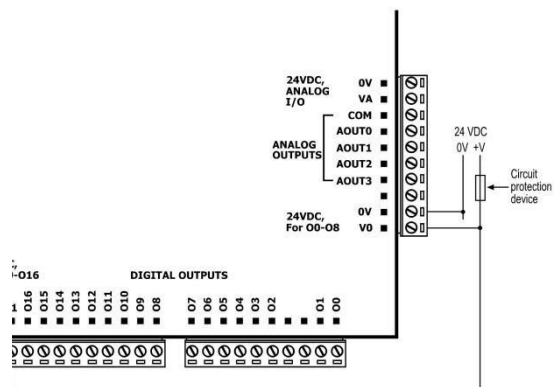 24VDC,
ANALOG
I/O
0V
VA
COM
AOUT0
ANALOG
OUTPUTS
AOUT1
AOUT2
AOUT3
24VDC,
For O0-O8
0V
V0
24 VDC
0V +V
Circuit
protection
device
-O16
DIGITAL OUTPUTS
O16
O15
O14
O13
O12
O11
O10
O9
O8
O7
O6
O5
O4
O3
O2
O1
O0